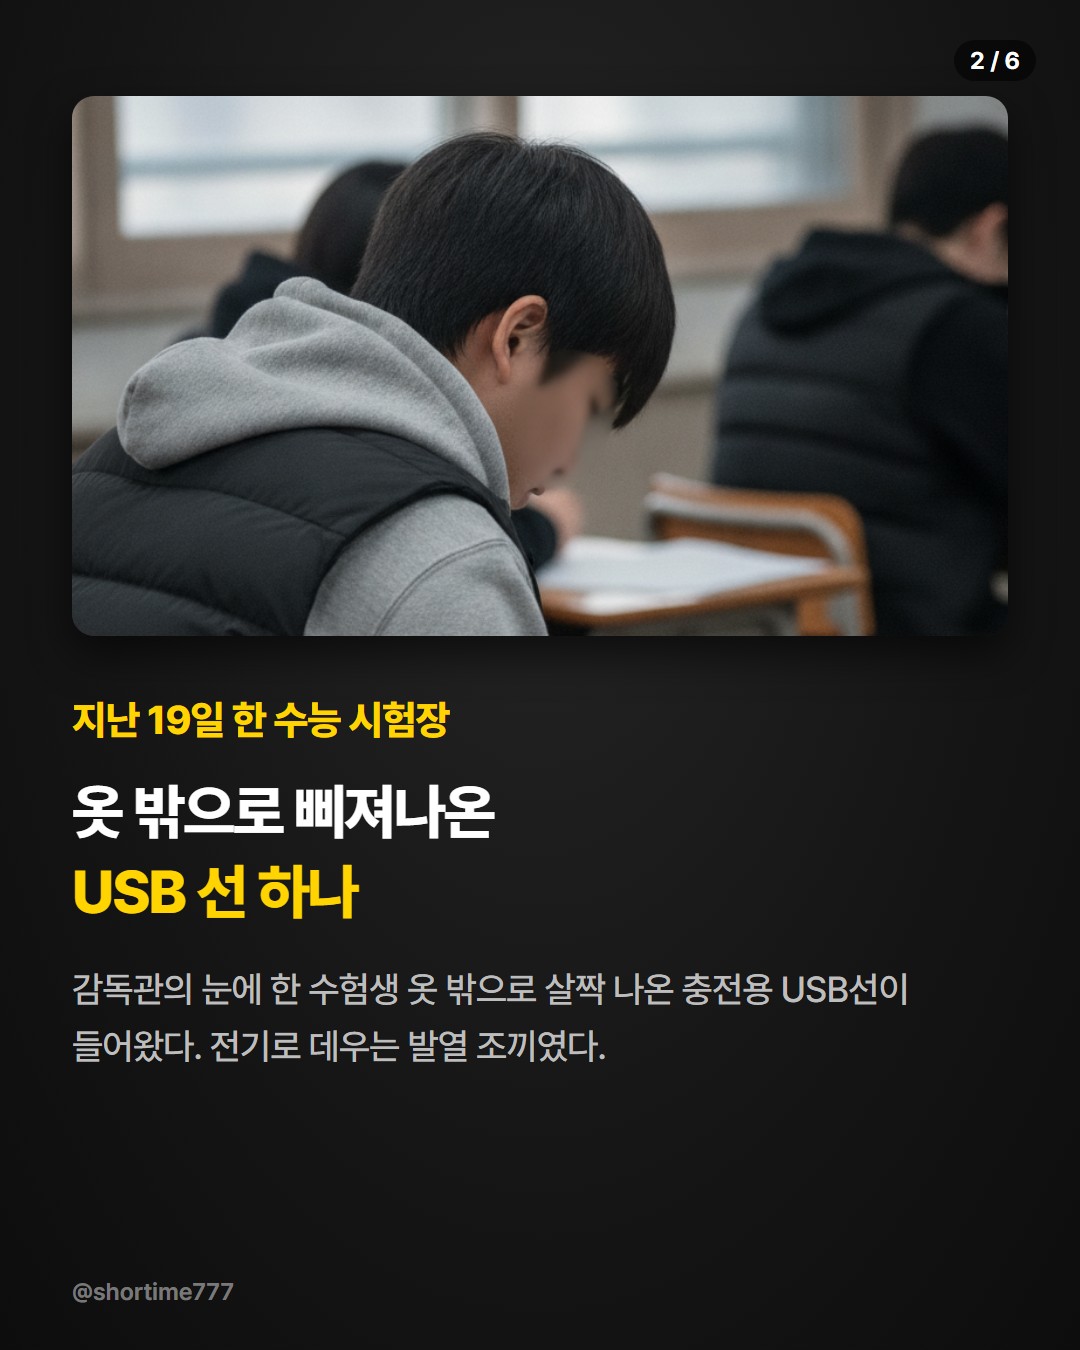 2 / 6
지난 19일 한 수능 시험장
옷 밖으로 삐져나온
USB 선 하나
감독관의 눈에 한 수험생 옷 밖으로 살짝 나온 충전용 USB선이
들어왔다. 전기로 데우는 발열 조끼였다.
@shortime777